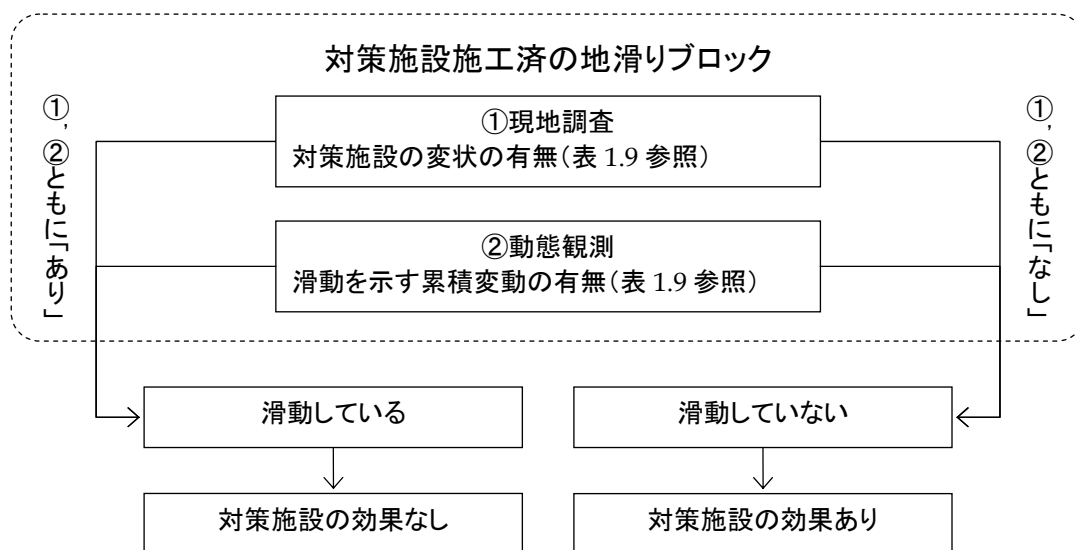 対策施設施工済の地滑りブロック
①,②ともに「あり」
①現地調査
対策施設の変状の有無(表 1.9 参照)
②動態観測
滑動を示す累積変動の有無(表 1.9 参照)
①,②ともに「なし」
滑動している
滑動していない
対策施設の効果なし
対策施設の効果あり